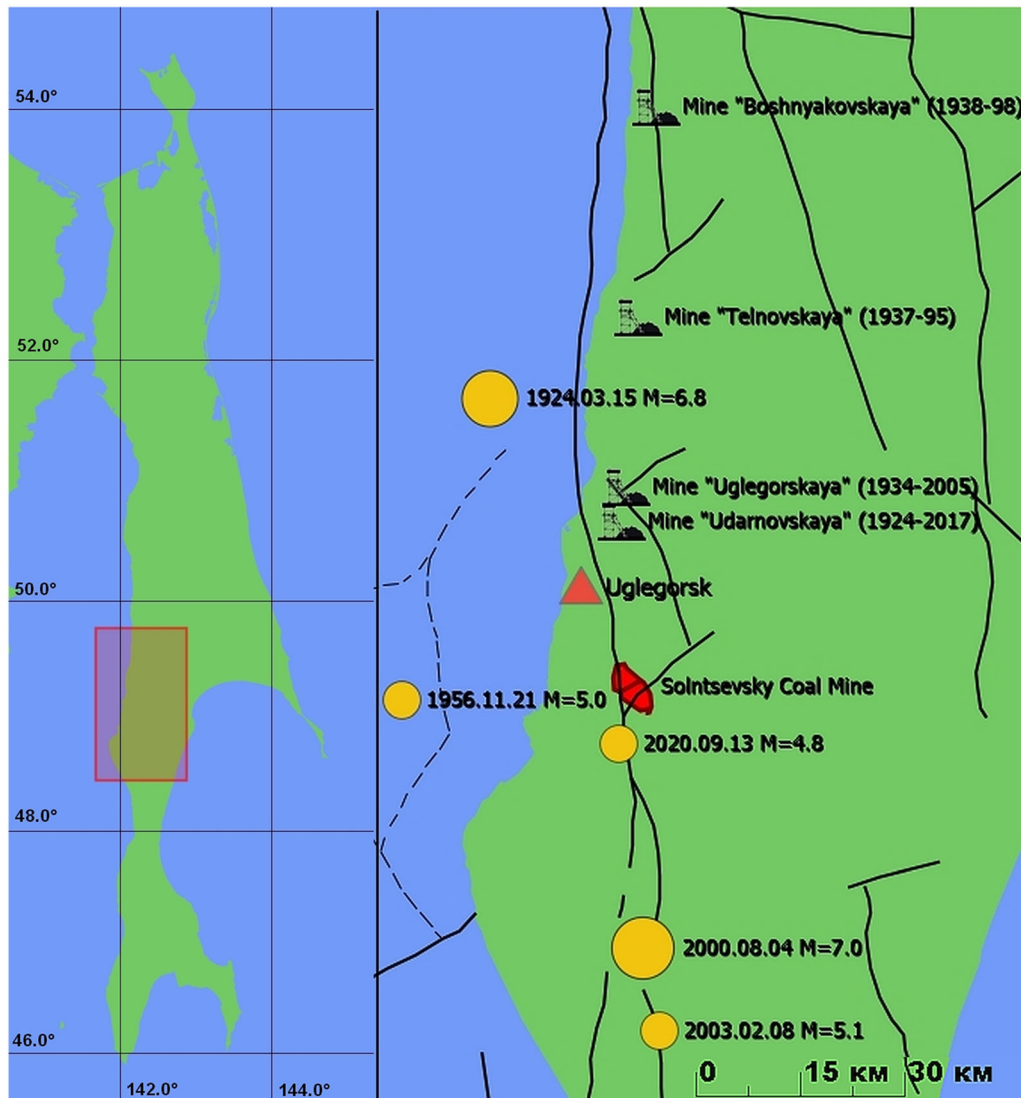 54.0°
52.0°
50.0°
48.0°
46.0°
142.0°
144.0°
Mine "Boshnyakovskaya" (1938-98)
Mine "Telnovskaya" (1937-95)
1924.03.15 M=6.8
Mine "Uglegorskaya" (1934-2005)
Mine "Udarnovskaya" (1924-2017)
Uglegorsk
Solntsevsky Coal Mine
1956.11.21 M=5.0
2020.09.13 M=4.8
2000.08.04 M=7.0
2003.02.08 M=5.1
0 15 км 30 км